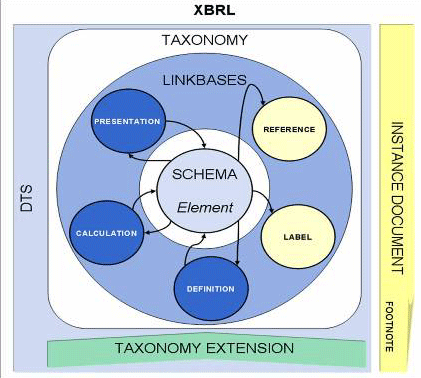 XBRL
TAXONOMY
LINKBASES
PRESENTATION
REFERENCE
SCHEMA
Element
CALCULATION
LABEL
DEFINITION
DTS
INSTANCE DOCUMENT
FOOTNOTE
TAXONOMY EXTENSION